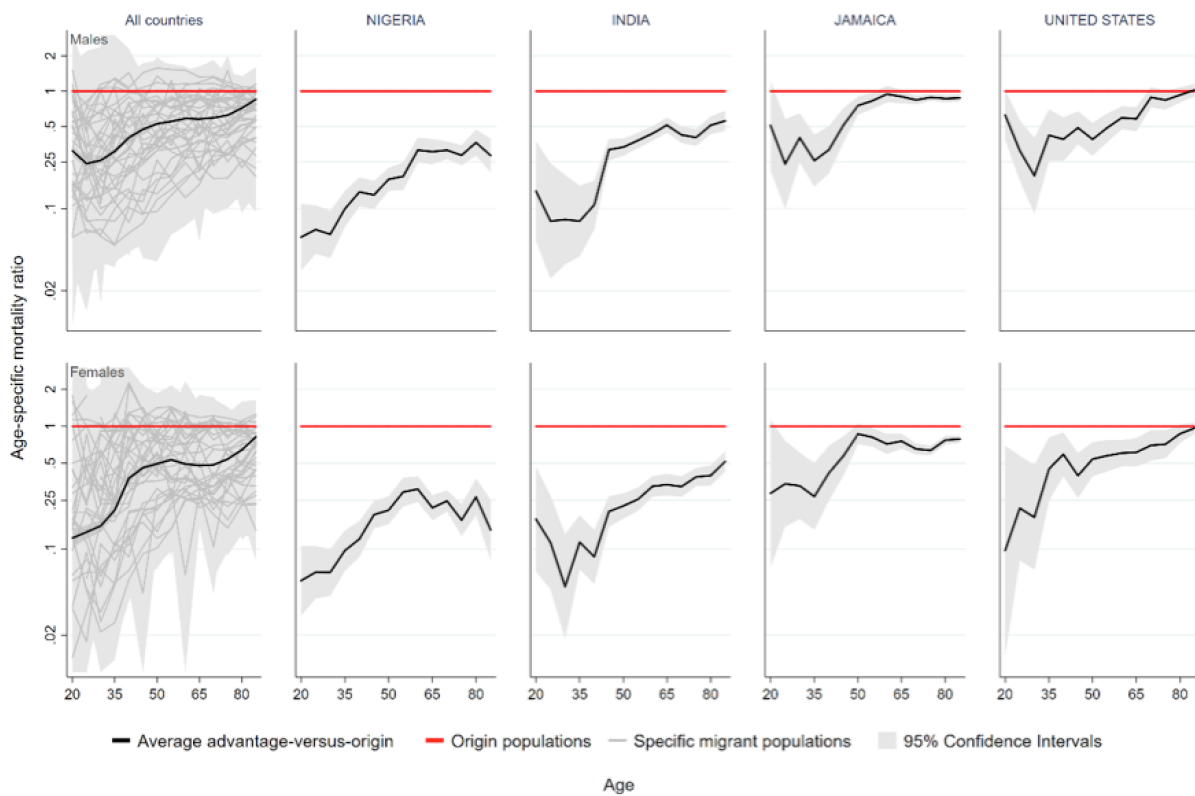 All countries NIGERIA INDIA JAMAICA UNITED STATES
Age-specific mortality ratio
Males
2
1
.5
.25
.1
.02
Females
2
1
.5
.25
.1
.02
20 35 50 65 80 20 35 50 65 80 20 35 50 65 80 20 35 50 65 80 20 35 50 65 80
Average advantage-versus-origin Origin populations Specific migrant populations 95% Confidence Intervals
Age